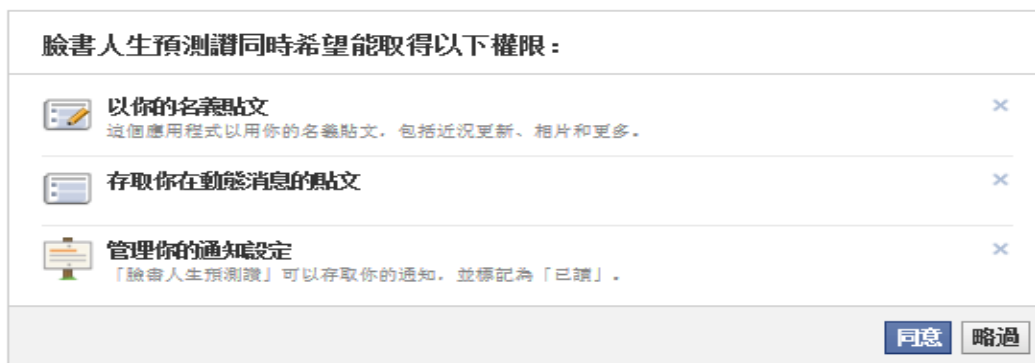 臉書人生預測讚同時希望能取得以下權限：
以你的名義貼文
這個應用程式以用你的名義貼文，包括近況更新、相片和更多。
存取你在動態消息的貼文
管理你的通知設定
「臉書人生預測讚」可以存取你的通知，並標記為「已讀」。
同意 略過